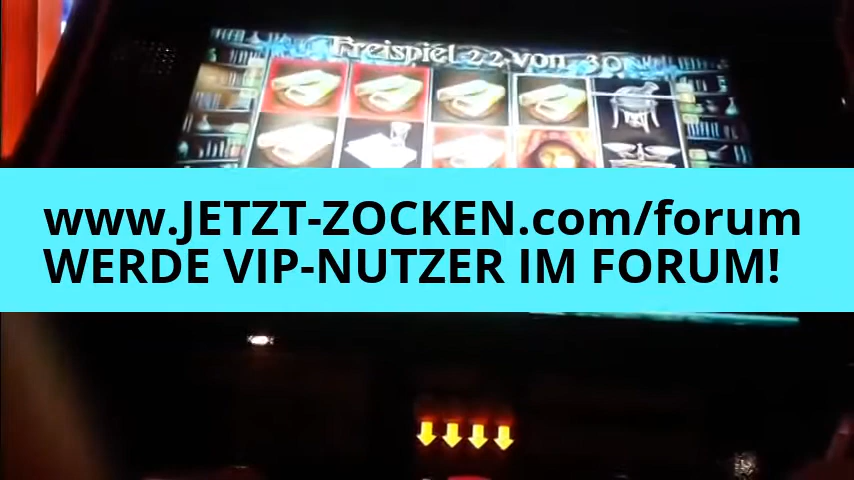 Freispiel 22 von 30
www.JETZT-ZOCKEN.com/forum
WERDE VIP-NUTZER IM FORUM!